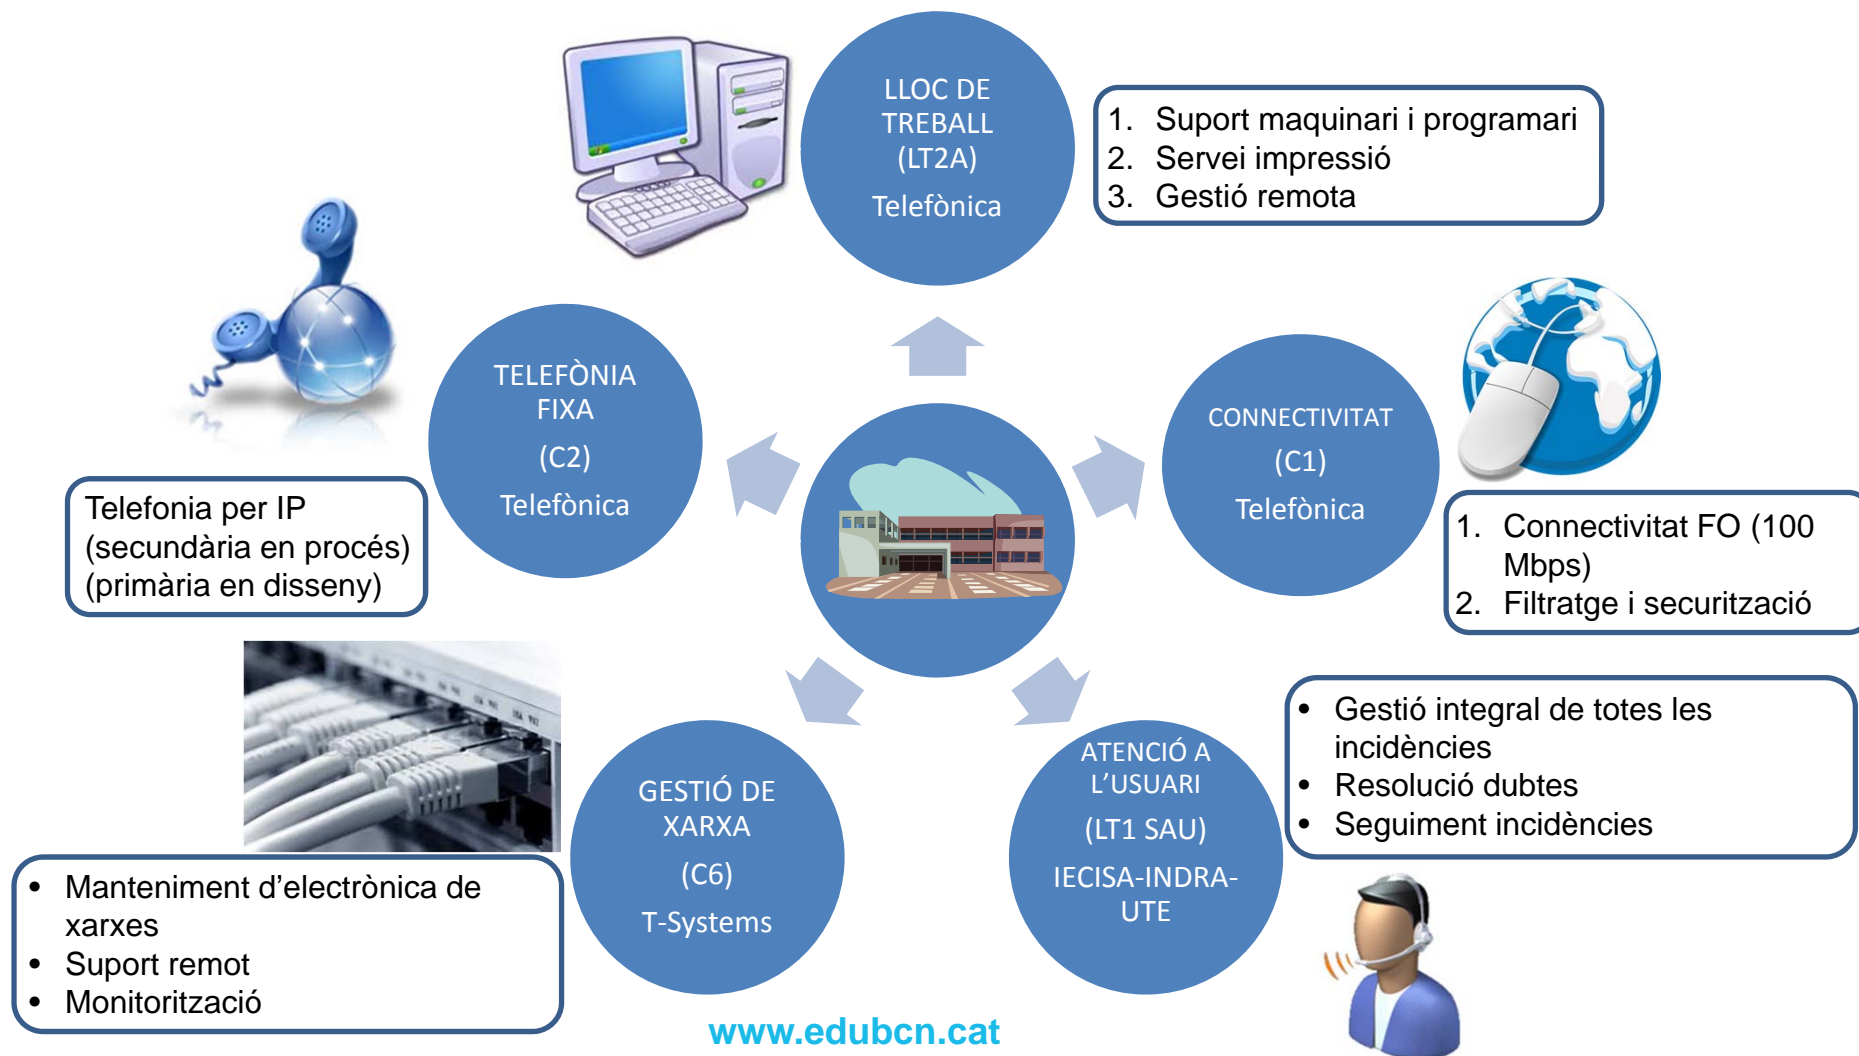 LLOC DE
TREBALL
(LT2A)
Telefònica
1. Suport maquinari i programari
2. Servei impressió
3. Gestió remota
TELEFÒNIA
FIXA
(C2)
Telefònica
Telefonia per IP
(secundària en procés)
(primària en disseny)
CONNECTIVITAT
(C1)
Telefònica
1. Connectivitat FO (100
Mbps)
2. Filtratge i securització
GESTIÓ DE
XARXA
(C6)
T-Systems
• Manteniment d’electrònica de
xarxes
• Suport remot
• Monitorització
ATENCIÓ A
L’USUARI
(LT1 SAU)
IECISA-INDRA-
UTE
• Gestió integral de totes les
incidències
• Resolució dubtes
• Seguiment incidències
www.edubcn.cat